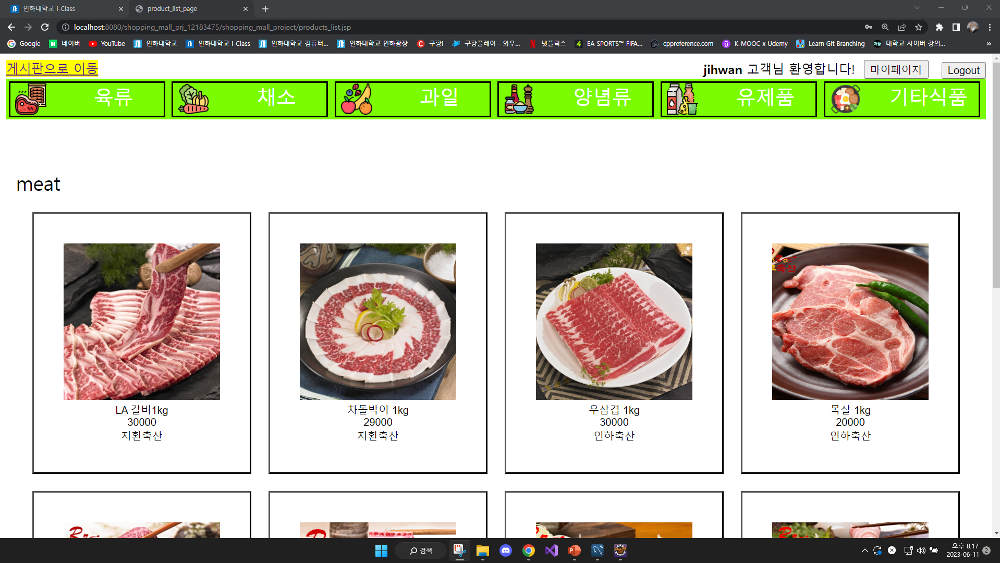 인하대학교 I-Class
product_list_page
localhost:8080/shopping_mall_prj_12183475/shopping_mall_project/products_list.jsp
Google 네이버 YouTube 인하대학교 인하대학교 I-Class 인하대학교 컴퓨터... 인하대학교 인하광장 쿠팡! 쿠팡플레이 - 와우... 넷플릭스 EA SPORTS™ FIFA... cppreference.com K-MOOC x Udemy Learn Git Branching 대학교 사이버 강의... »
게시판으로 이동 jihwan 고객님 환영합니다! 마이페이지 Logout
육류 채소 과일 양념류 유제품 기타식품
meat
축산
LA 갈비1kg
30000
지환축산
차돌박이 1kg
29000
지환축산
우삼겹 1kg
30000
인하축산
목살 1kg
20000
인하축산
검색
오후 8:17
2023-06-11
2